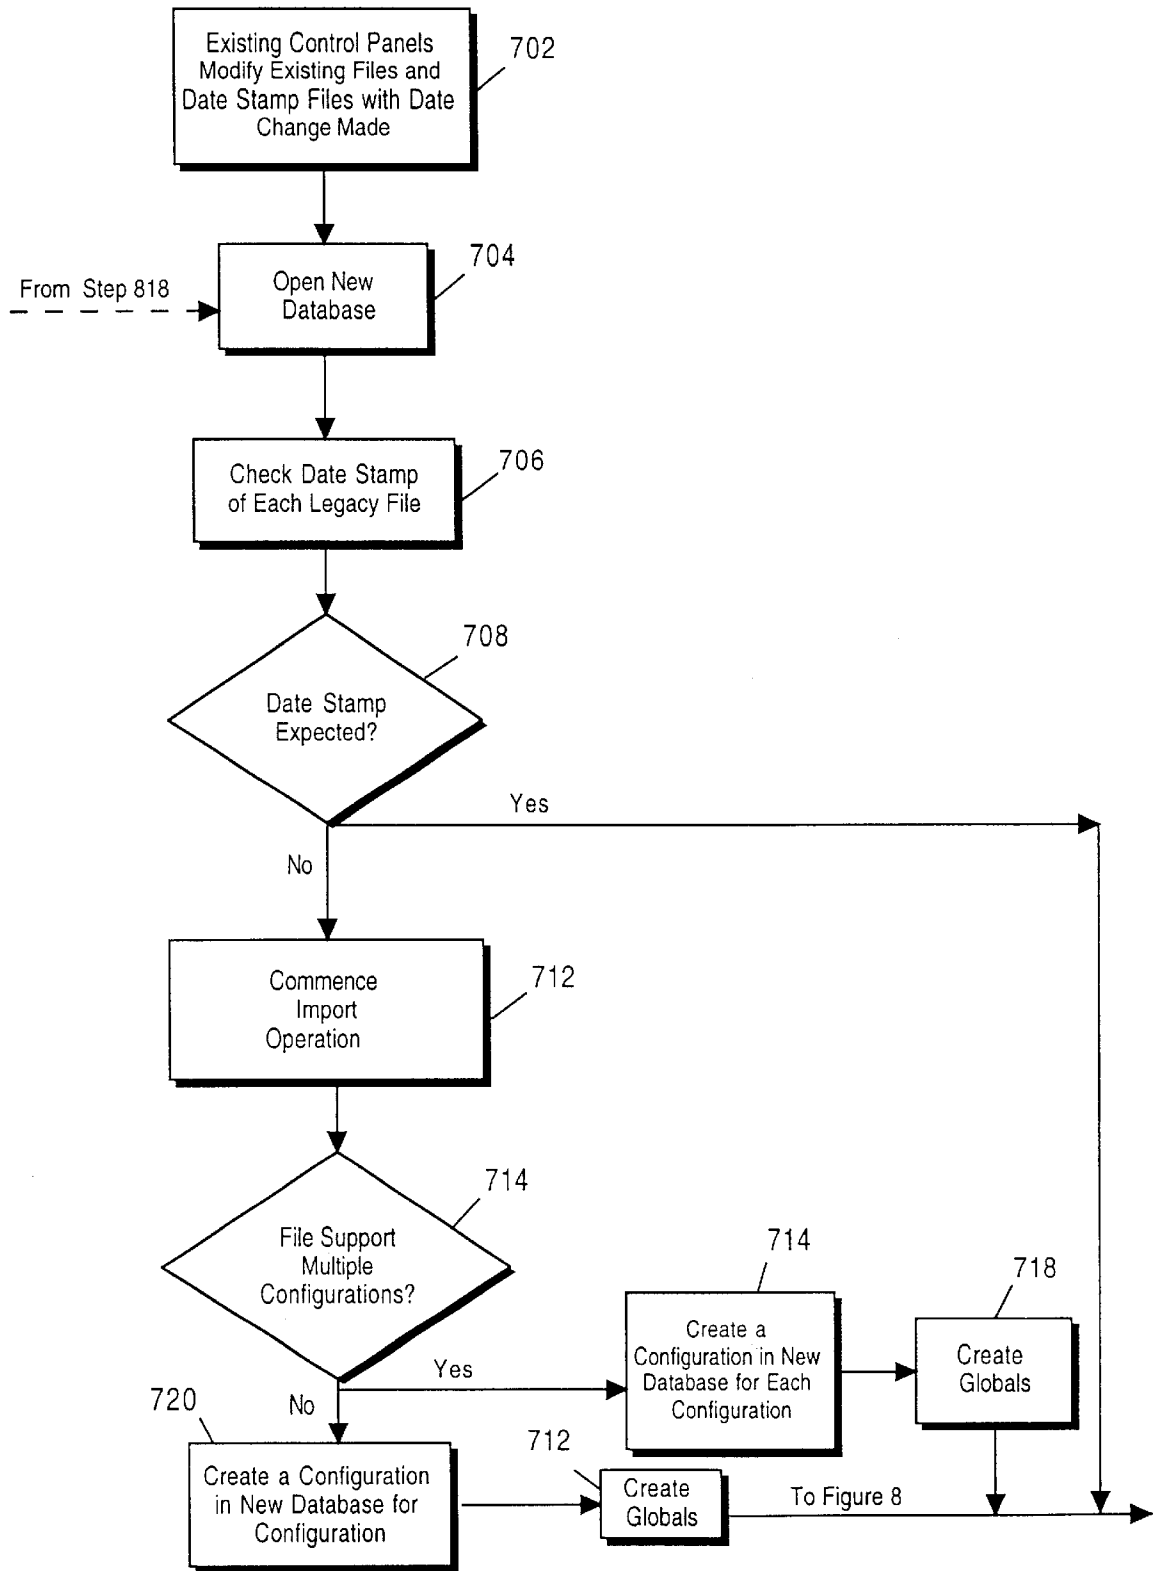 Existing Control Panels
Modify Existing Files and
Date Stamp Files with Date
Change Made
702
Open New
Database
704
From Step 818
Check Date Stamp
of Each Legacy File
706
Date Stamp
Expected?
708
Yes
No
Commence
Import
Operation
712
File Support
Multiple
Configurations?
714
Yes
No
Create a
Configuration in New
Database for Each
Configuration
714
Create
Globals
718
720
Create a Configuration
in New Database for
Configuration
712
Create
Globals
To Figure 8